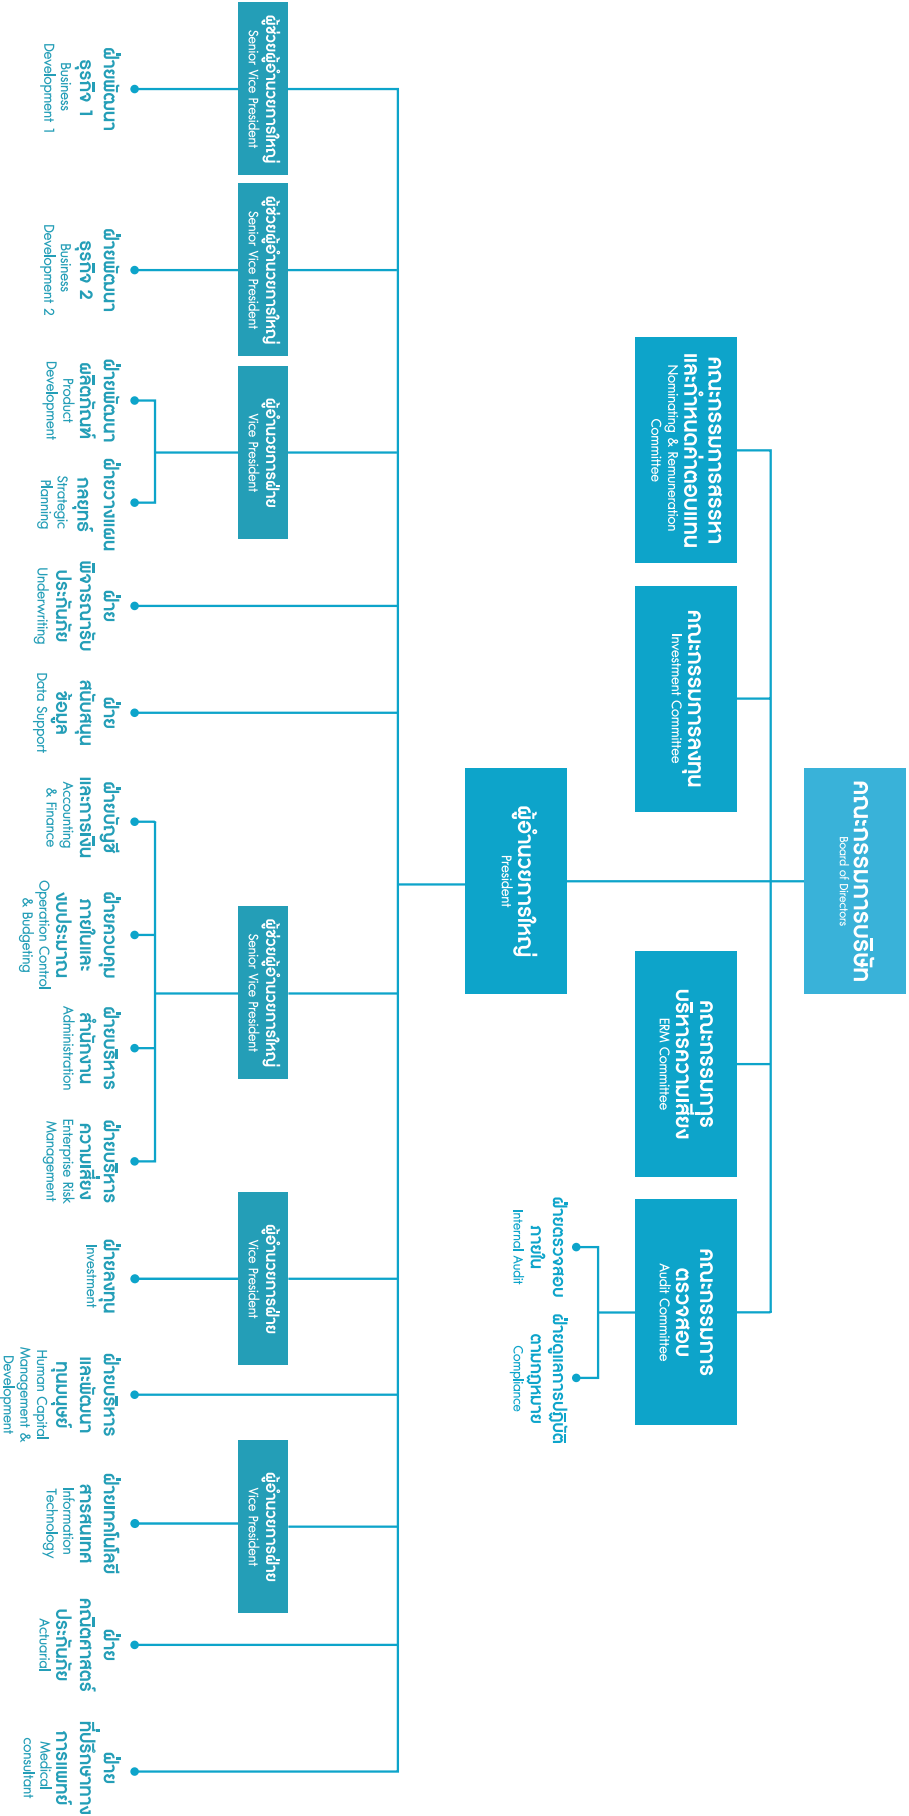 คณะกรรมการบริษัท
Board of Directors
คณะกรรมการสรรหา
และกำหนดค่าตอบแทน
Nominating & Remuneration
Committee
คณะกรรมการลงทุน
Investment Committee
คณะกรรมการ
บริหารความเสี่ยง
ERM Committee
คณะกรรมการ
ตรวจสอบ
Audit Committee
ฝ่ายตรวจสอบ
ภายใน
Internal Audit
ฝ่ายดูแลการปฏิบัติ
ตามกฎหมาย
Compliance
ผู้อำนวยการใหญ่
President
ผู้ช่วยผู้อำนวยการใหญ่
Senior Vice President
ผู้ช่วยผู้อำนวยการใหญ่
Senior Vice President
ผู้อำนวยการฝ่าย
Vice President
ผู้ช่วยผู้อำนวยการใหญ่
Senior Vice President
ผู้อำนวยการฝ่าย
Vice President
ผู้อำนวยการฝ่าย
Vice President
ฝ่ายพัฒนา
ธุรกิจ 1
Business
Development 1
ฝ่ายพัฒนา
ธุรกิจ 2
Business
Development 2
ฝ่ายพัฒนา
ผลิตภัณฑ์
Product
Development
ฝ่ายวางแผน
กลยุทธ์
Strategic
Planning
ฝ่าย
พิจารณารับ
ประกันภัย
Underwriting
ฝ่าย
สนับสนุน
ข้อมูล
Data Support
ฝ่ายบัญชี
และการเงิน
Accounting
& Finance
ฝ่ายควบคุม
ภายในและ
งบประมาณ
Operation Control
& Budgeting
ฝ่ายบริหาร
สำนักงาน
Administration
ฝ่ายบริหาร
ความเสี่ยง
Enterprise Risk
Management
ฝ่ายลงทุน
Investment
ฝ่ายบริหาร
และพัฒนา
ทุนมนุษย์
Human Capital
Management &
Development
ฝ่ายเทคโนโลยี
สารสนเทศ
Information
Technology
ฝ่าย
คณิตศาสตร์
ประกันภัย
Actuarial
ฝ่าย
ที่ปรึกษาทาง
การแพทย์
Medical
consultant